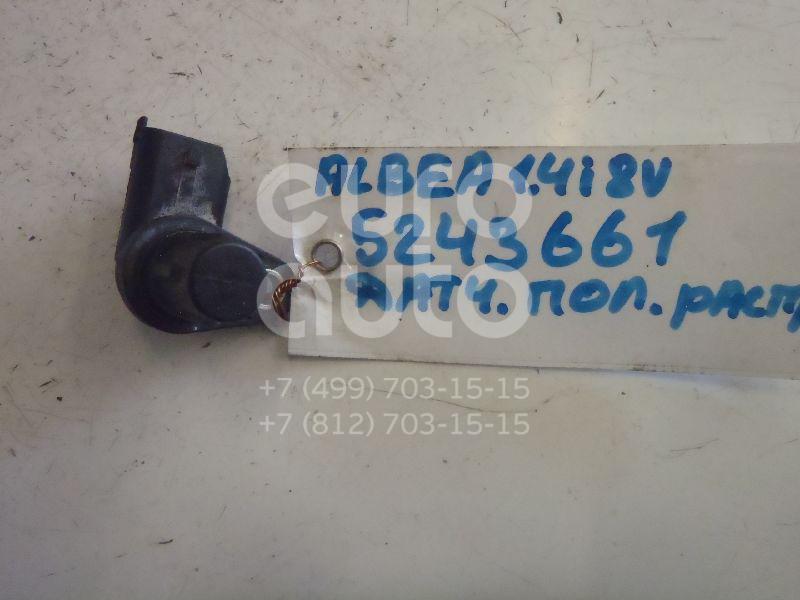 ALBEA 1.4i 8V
5243661
ДАТЧ. ПОЛ. распр
euro
auto
+7 (499) 703-15-15
+7 (812) 703-15-15